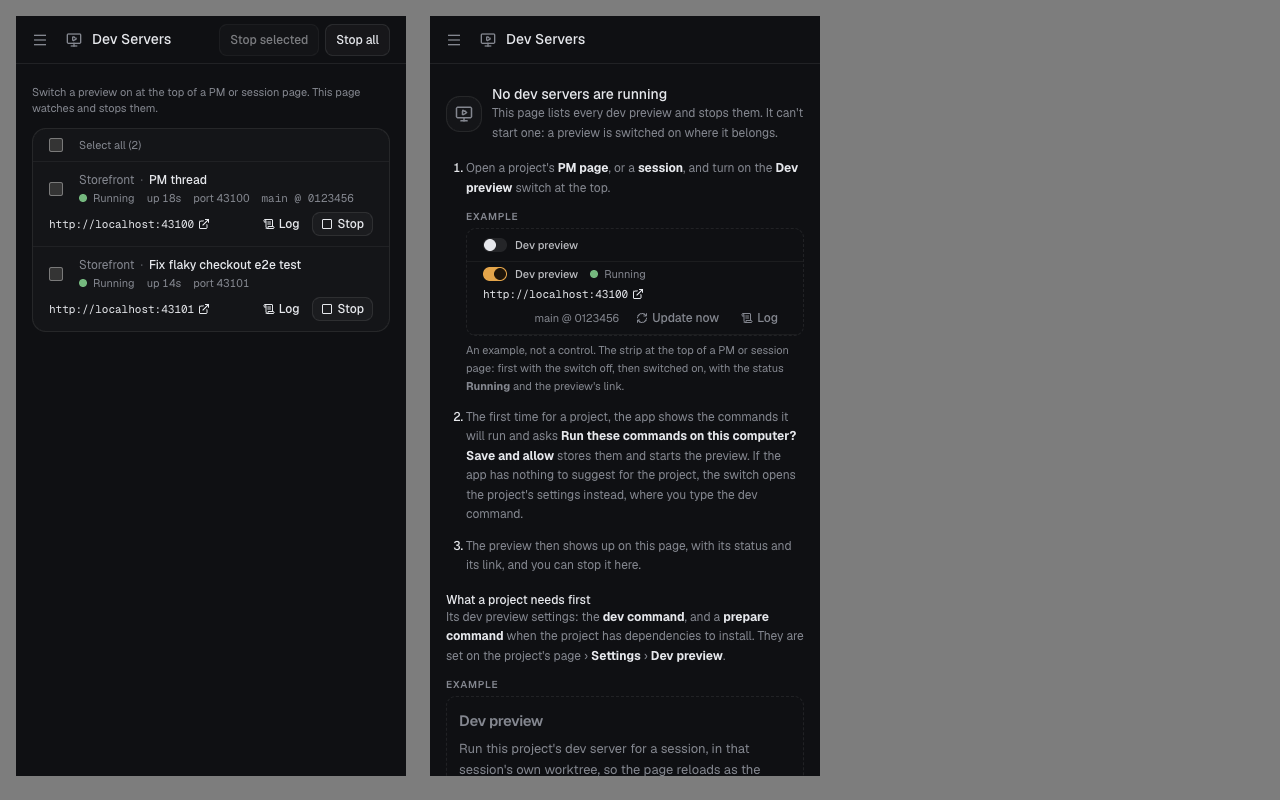 Dev Servers
Stop selected
Stop all
Switch a preview on at the top of a PM or session page. This page
watches and stops them.
Select all (2)
Storefront · PM thread
Running up 18s port 43100 main @ 0123456
http://localhost:43100
Log
Stop
Storefront · Fix flaky checkout e2e test
Running up 14s port 43101
http://localhost:43101
Log
Stop
Dev Servers
No dev servers are running
This page lists every dev preview and stops them. It can't
start one: a preview is switched on where it belongs.
1. Open a project's PM page, or a session, and turn on the Dev
preview switch at the top.
EXAMPLE
Dev preview
Dev preview Running
http://localhost:43100
main @ 0123456 Update now Log
An example, not a control. The strip at the top of a PM or session
page: first with the switch off, then switched on, with the status
Running and the preview's link.
2. The first time for a project, the app shows the commands it
will run and asks Run these commands on this computer?
Save and allow stores them and starts the preview. If the
app has nothing to suggest for the project, the switch opens
the project's settings instead, where you type the dev
command.
3. The preview then shows up on this page, with its status and
its link, and you can stop it here.
What a project needs first
Its dev preview settings: the dev command, and a prepare
command when the project has dependencies to install. They are
set on the project's page › Settings › Dev preview.
EXAMPLE
Dev preview
Run this project's dev server for a session, in that
session's own worktree, so the page reloads as the